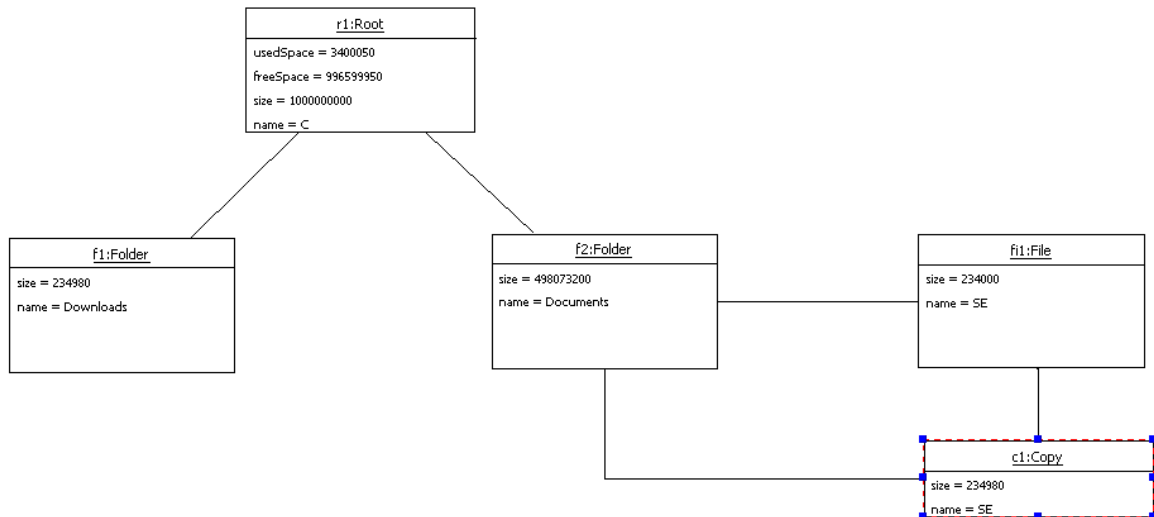 r1:Root
usedSpace = 3400050
freeSpace = 996599950
size = 1000000000
name = C
f1:Folder
size = 234980
name = Downloads
f2:Folder
size = 498073200
name = Documents
fi1:File
size = 234000
name = SE
c1:Copy
size = 234980
name = SE